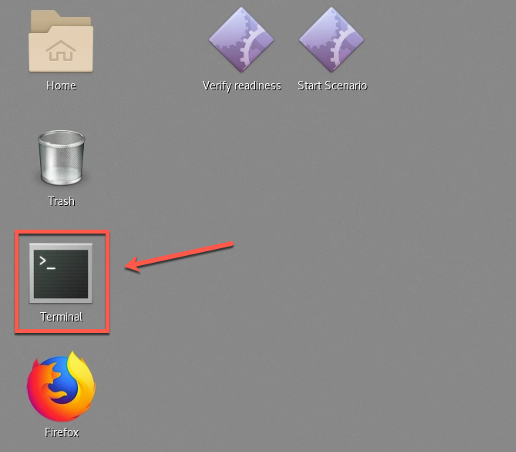 Home
Verify readiness
Start Scenario
Trash
>_
Terminal
Firefox